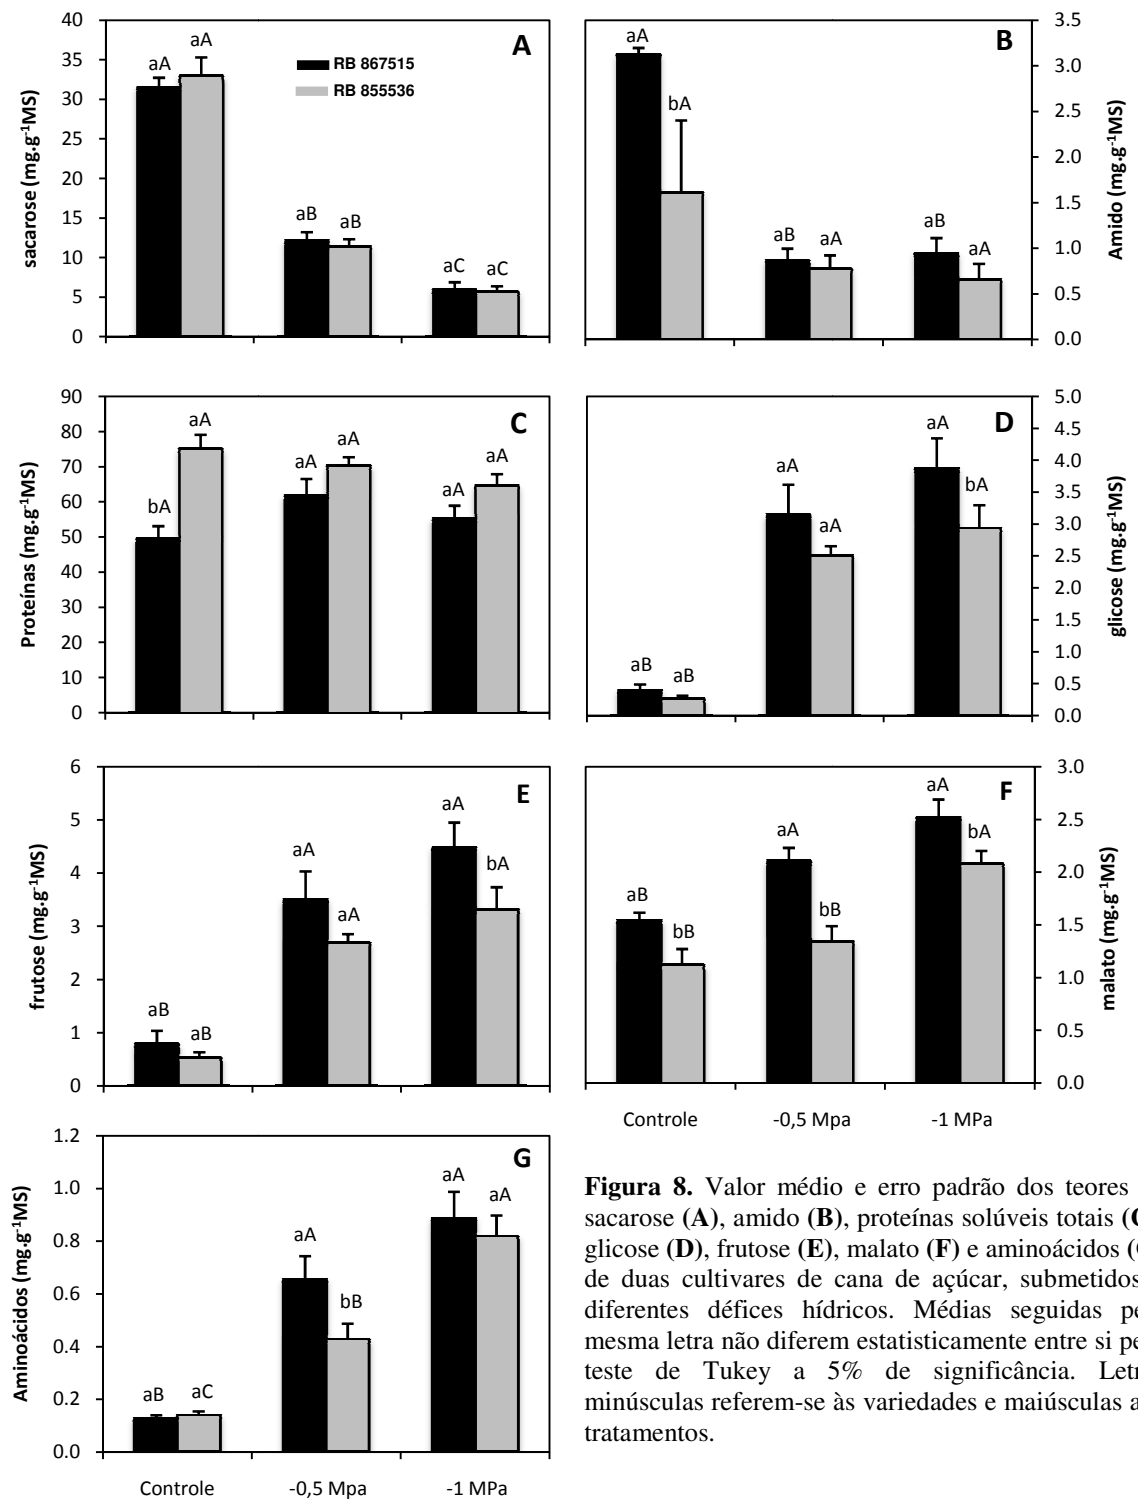 A
sacarose (mg.g-1MS)
40
35
30
25
20
15
10
5
0
aA
aA
RB 867515
RB 855536
aB
aB
aC
aC
B
Amido (mg.g-1MS)
3.5
3.0
2.5
2.0
1.5
1.0
0.5
0.0
aA
bA
aB
aA
aB
aA
C
Proteínas (mg.g-1MS)
90
80
70
60
50
40
30
20
10
0
bA
aA
aA
aA
aA
aA
D
glicose (mg.g-1MS)
5.0
4.5
4.0
3.5
3.0
2.5
2.0
1.5
1.0
0.5
0.0
aB
aB
aA
aA
aA
bA
E
frutose (mg.g-1MS)
6
5
4
3
2
1
0
aB
aB
aA
aA
aA
bA
F
malato (mg.g-1MS)
3.0
2.5
2.0
1.5
1.0
0.5
0.0
aB
bB
aA
bB
aA
bA
Controle
-0,5 Mpa
-1 MPa
G
Aminoácidos (mg.g-1MS)
1.2
1.0
0.8
0.6
0.4
0.2
0.0
aB
aC
aA
bB
aA
aA
Controle
-0,5 Mpa
-1 MPa
Figura 8. Valor médio e erro padrão dos teores
sacarose (A), amido (B), proteínas solúveis totais
glicose (D), frutose (E), malato (F) e aminoácidos
de duas cultivares de cana de açúcar, submetidos
diferentes défices hídricos. Médias seguidas
mesma letra não diferem estatisticamente entre si
teste de Tukey a 5% de significância.
minúsculas referem-se às variedades e maiúsculas
tratamentos.